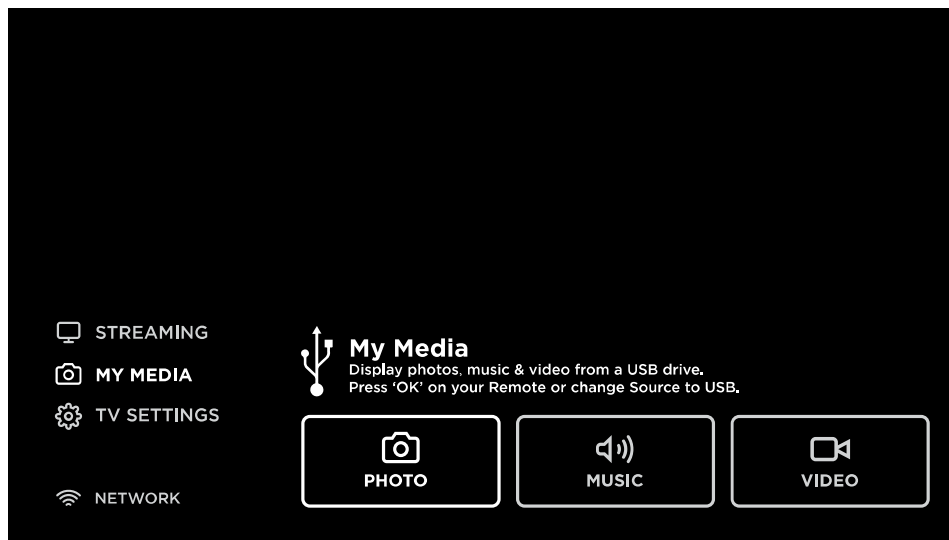 STREAMING
MY MEDIA
TV SETTINGS
NETWORK
My Media
Display photos, music & video from a USB drive.
Press ‘OK’ on your Remote or change Source to USB.
PHOTO
MUSIC
VIDEO